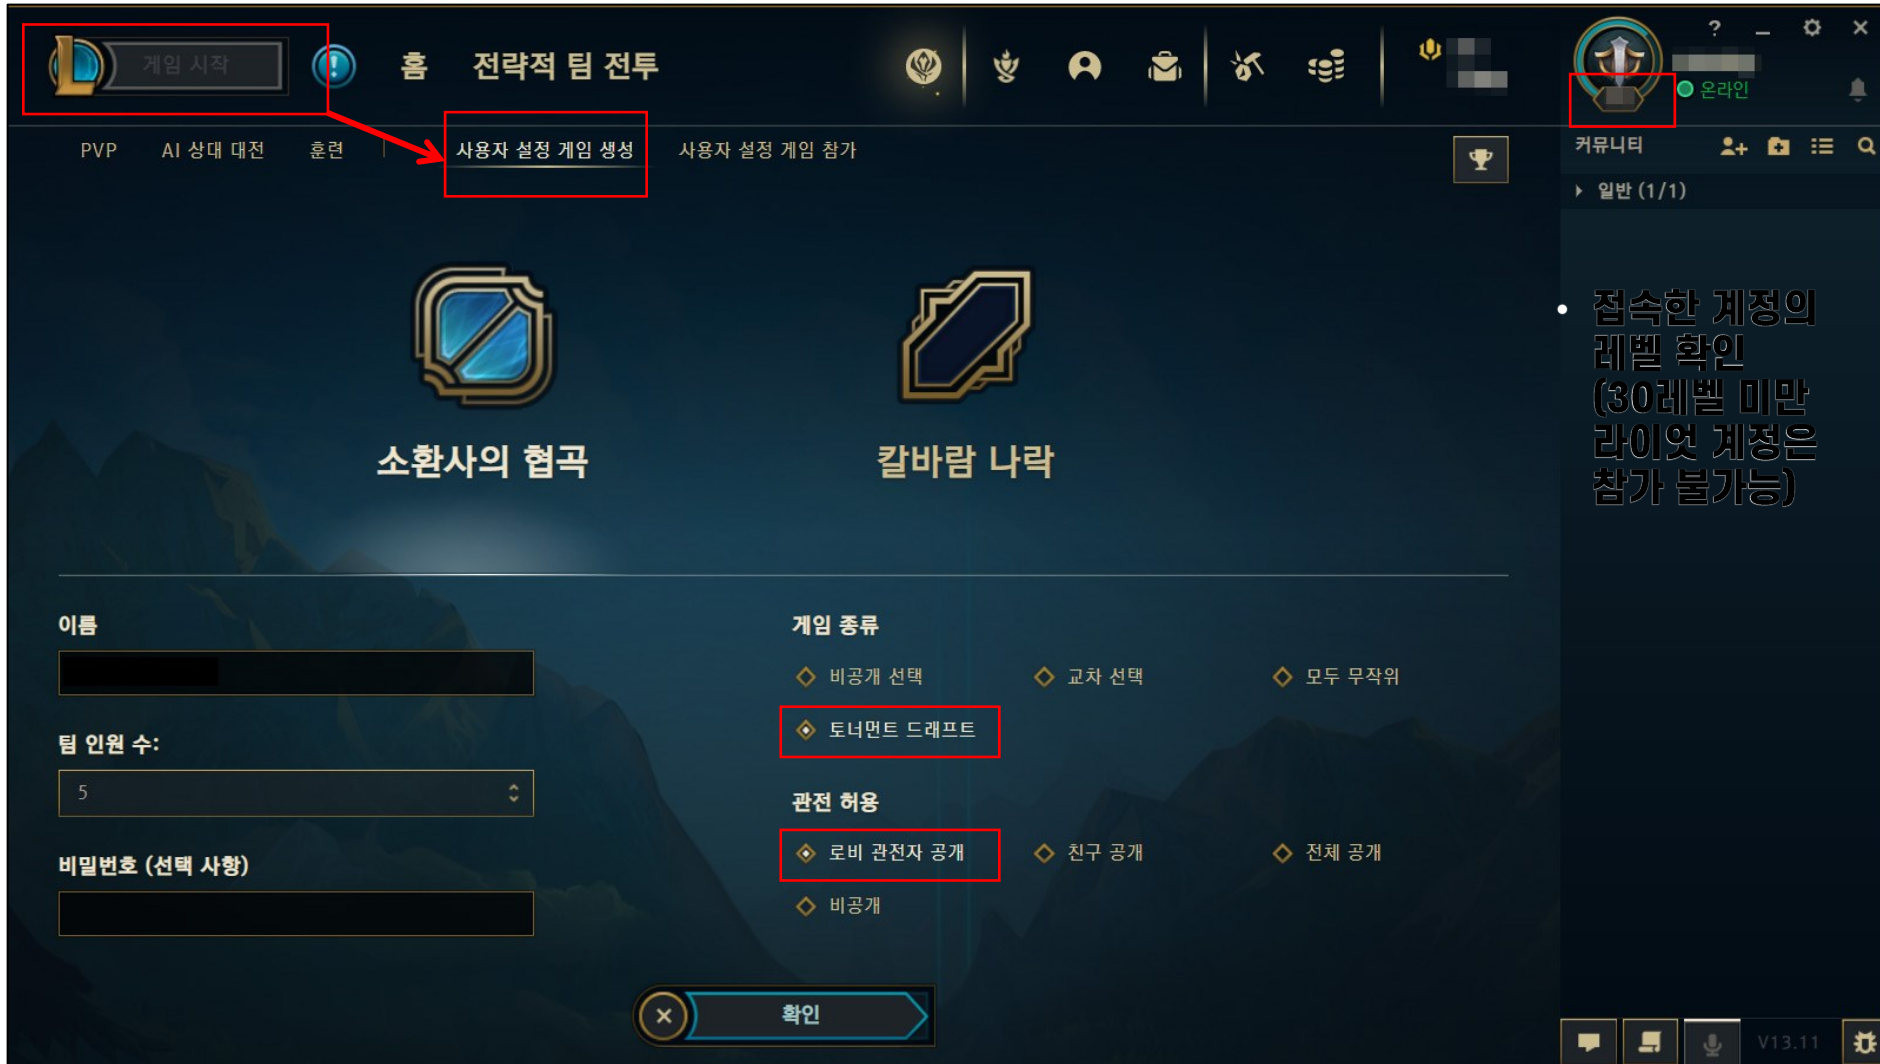 게임 시작
홈
전략적 팀 전투
온라인
PVP
AI 상대 대전
훈련
사용자 설정 게임 생성
사용자 설정 게임 참가
커뮤니티
일반 (1/1)
소환사의 협곡
칼바람 나락
• 접속한 계정의
레벨 확인
(30레벨 미만
라이엇 계정은
참가 불가능)
이름
팀 인원 수:
5
비밀번호 (선택 사항)
게임 종류
비공개 선택
교차 선택
모두 무작위
토너먼트 드래프트
관전 허용
로비 관전자 공개
친구 공개
전체 공개
비공개
확인
V13.11